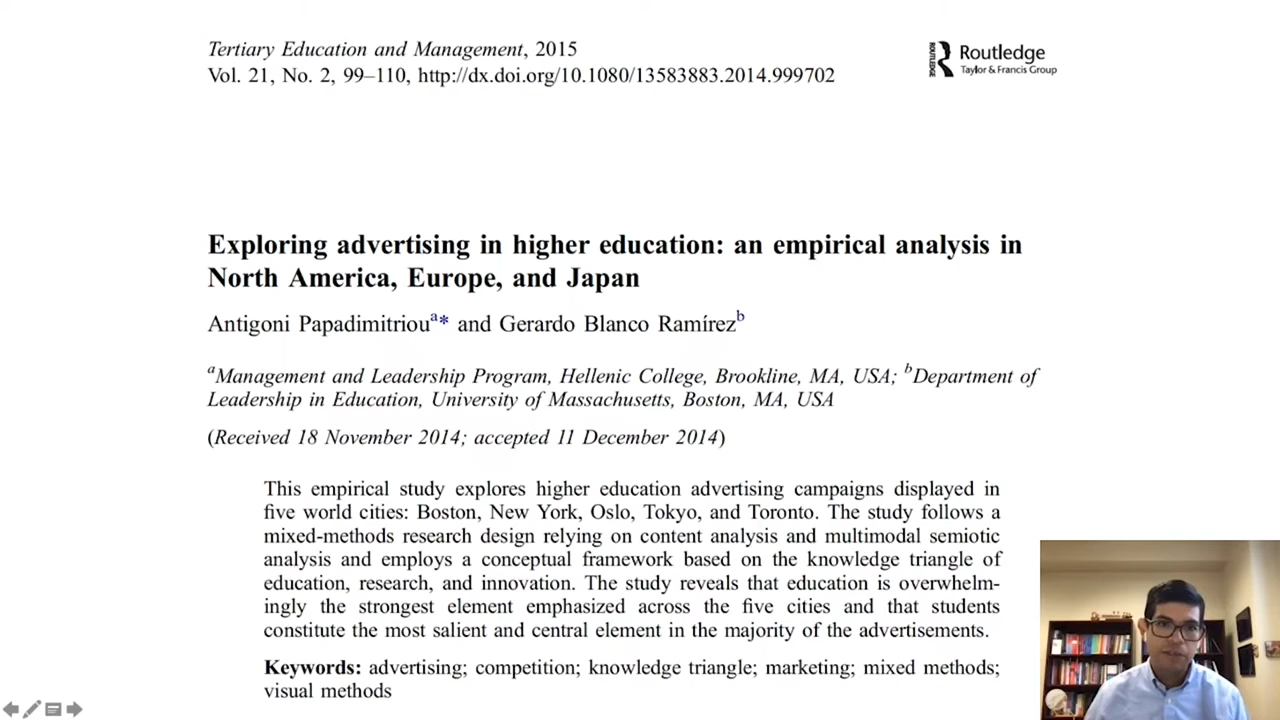 Tertiary Education and Management, 2015
Vol. 21, No. 2, 99–110, http://dx.doi.org/10.1080/13583883.2014.999702
ROUTLEDGE
Routledge
Taylor & Francis Group
Exploring advertising in higher education: an empirical analysis in
North America, Europe, and Japan
Antigoni Papadimitrioua* and Gerardo Blanco Ramírezb
aManagement and Leadership Program, Hellenic College, Brookline, MA, USA; bDepartment of
Leadership in Education, University of Massachusetts, Boston, MA, USA
(Received 18 November 2014; accepted 11 December 2014)
This empirical study explores higher education advertising campaigns displayed in
five world cities: Boston, New York, Oslo, Tokyo, and Toronto. The study follows a
mixed-methods research design relying on content analysis and multimodal semiotic
analysis and employs a conceptual framework based on the knowledge triangle of
education, research, and innovation. The study reveals that education is overwhelm-
ingly the strongest element emphasized across the five cities and that students
constitute the most salient and central element in the majority of the advertisements.
Keywords: advertising; competition; knowledge triangle; marketing; mixed methods;
visual methods